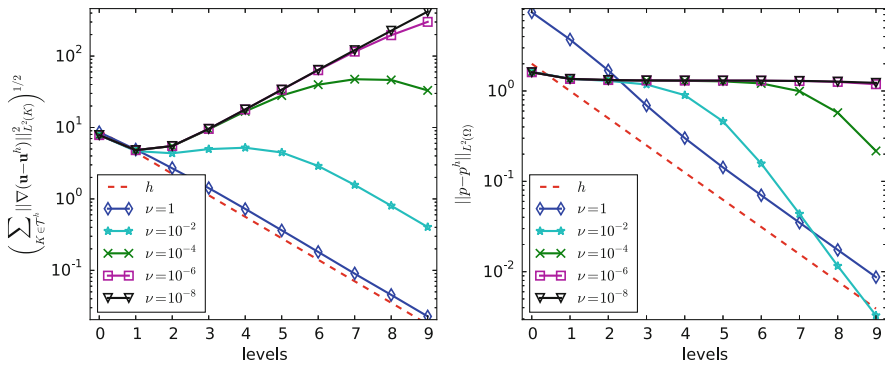 (∑_{K∈𝒯^h} ||∇(u−u^h)||²_{L²(K)})^{1/2}
10²
10¹
10⁰
10⁻¹
h
ν=1
ν=10⁻²
ν=10⁻⁴
ν=10⁻⁶
ν=10⁻⁸
0 1 2 3 4 5 6 7 8 9
levels
||p−p^h||_{L²(Ω)}
10⁰
10⁻¹
10⁻²
h
ν=1
ν=10⁻²
ν=10⁻⁴
ν=10⁻⁶
ν=10⁻⁸
0 1 2 3 4 5 6 7 8 9
levels